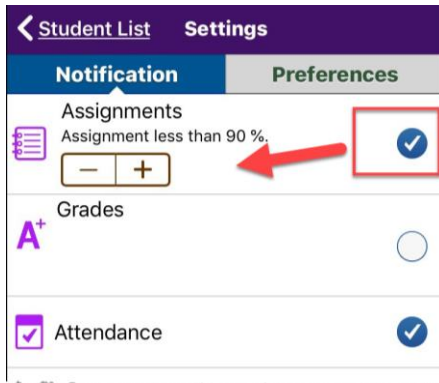 Student List Settings
Notification Preferences
Assignments
Assignment less than 90 %.
− +
Grades
A+
Attendance